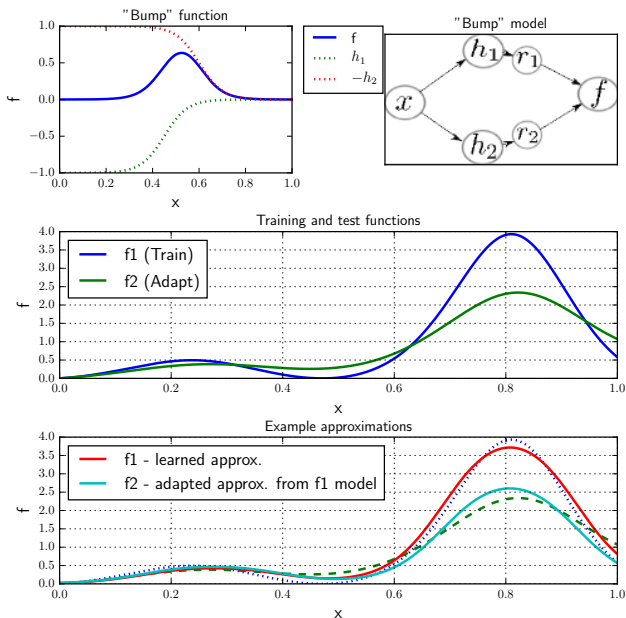 "Bump" function
1.0
0.5
0.0
−0.5
−1.0
f
0.0 0.2 0.4 0.6 0.8 1.0
x
f
h₁
−h₂
"Bump" model
x
h₁
r₁
h₂
r₂
f
Training and test functions
4.0
3.5
3.0
2.5
2.0
1.5
1.0
0.5
0.0
f
f1 (Train)
f2 (Adapt)
0.0 0.2 0.4 0.6 0.8 1.0
x
Example approximations
4.0
3.5
3.0
2.5
2.0
1.5
1.0
0.5
0.0
f
f1 - learned approx.
f2 - adapted approx. from f1 model
0.0 0.2 0.4 0.6 0.8 1.0
x